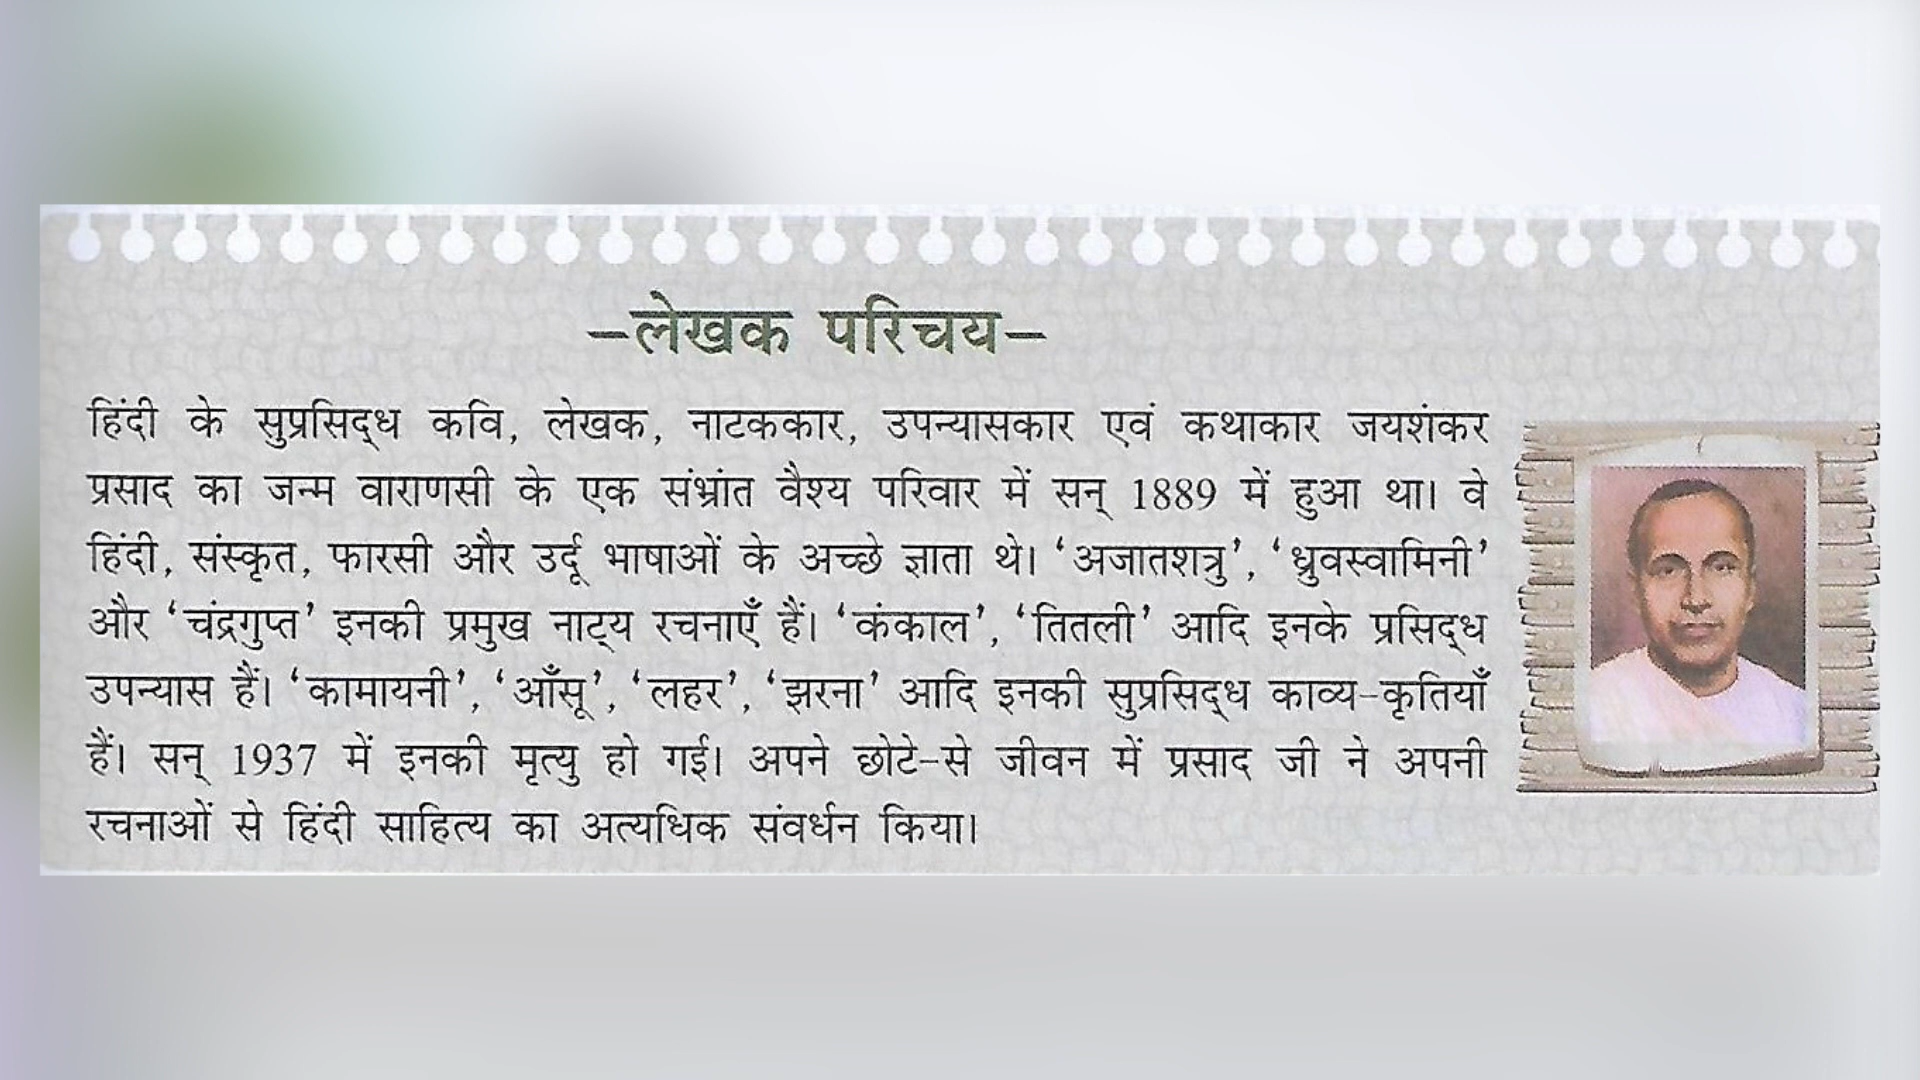 –लेखक परिचय–
हिंदी के सुप्रसिद्ध कवि, लेखक, नाटककार, उपन्यासकार एवं कथाकार जयशंकर
प्रसाद का जन्म वाराणसी के एक संभ्रांत वैश्य परिवार में सन् 1889 में हुआ था। वे
हिंदी, संस्कृत, फारसी और उर्दू भाषाओं के अच्छे ज्ञाता थे। ‘अजातशत्रु’, ‘ध्रुवस्वामिनी’
और ‘चंद्रगुप्त’ इनकी प्रमुख नाट्य रचनाएँ हैं। ‘कंकाल’, ‘तितली’ आदि इनके प्रसिद्ध
उपन्यास हैं। ‘कामायनी’, ‘आँसू’, ‘लहर’, ‘झरना’ आदि इनकी सुप्रसिद्ध काव्य-कृतियाँ
हैं। सन् 1937 में इनकी मृत्यु हो गई। अपने छोटे-से जीवन में प्रसाद जी ने अपनी
रचनाओं से हिंदी साहित्य का अत्यधिक संवर्धन किया।